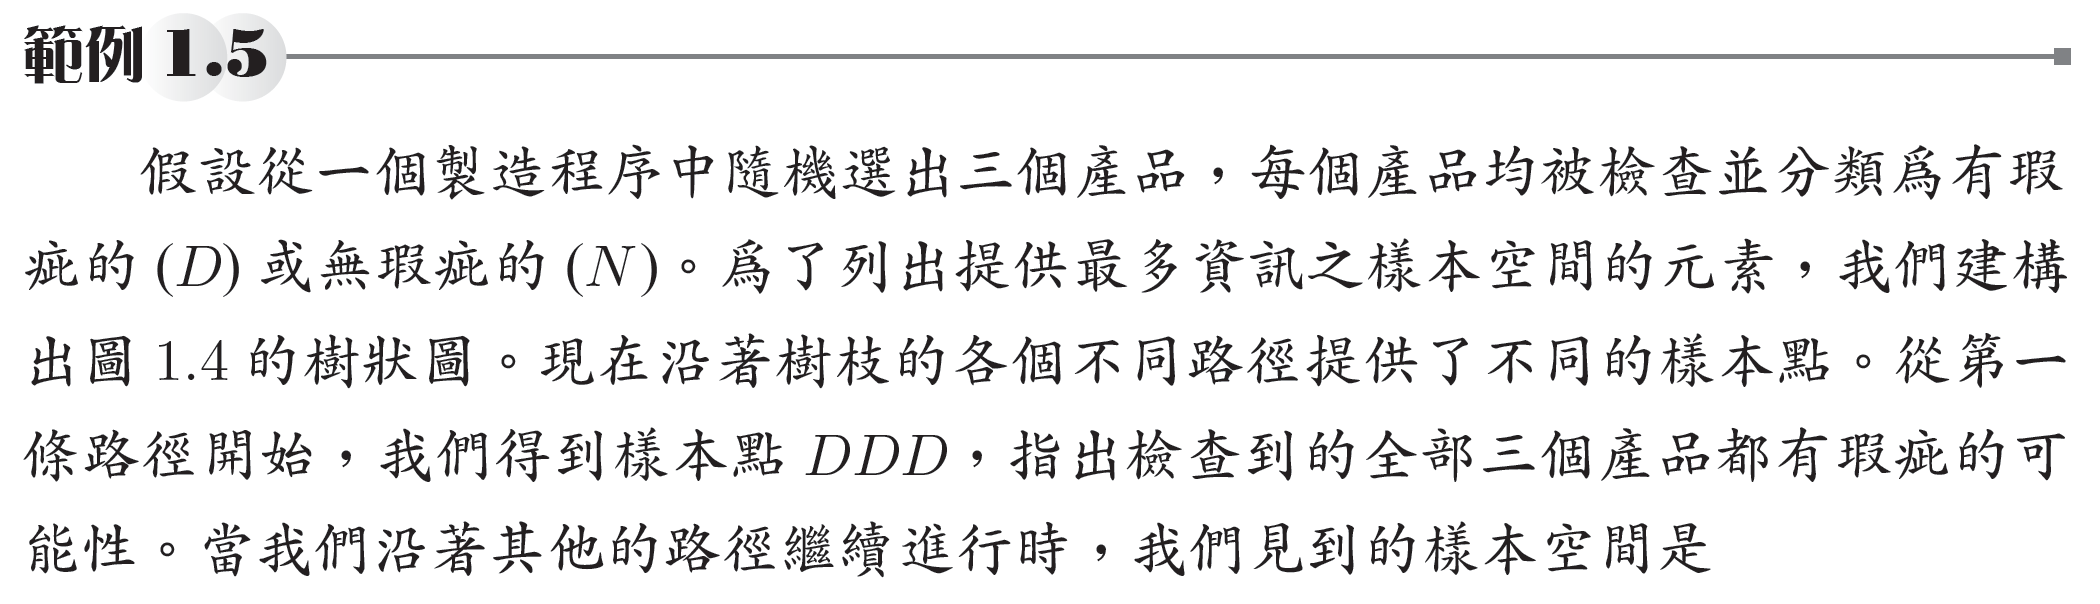 範例 1.5
假設從一個製造程序中隨機選出三個產品，每個產品均被檢查並分類爲有瑕
疵的 (D) 或無瑕疵的 (N)。爲了列出提供最多資訊之樣本空間的元素，我們建構
出圖 1.4 的樹狀圖。現在沿著樹枝的各個不同路徑提供了不同的樣本點。從第一
條路徑開始，我們得到樣本點 DDD，指出檢查到的全部三個產品都有瑕疵的可
能性。當我們沿著其他的路徑繼續進行時，我們見到的樣本空間是